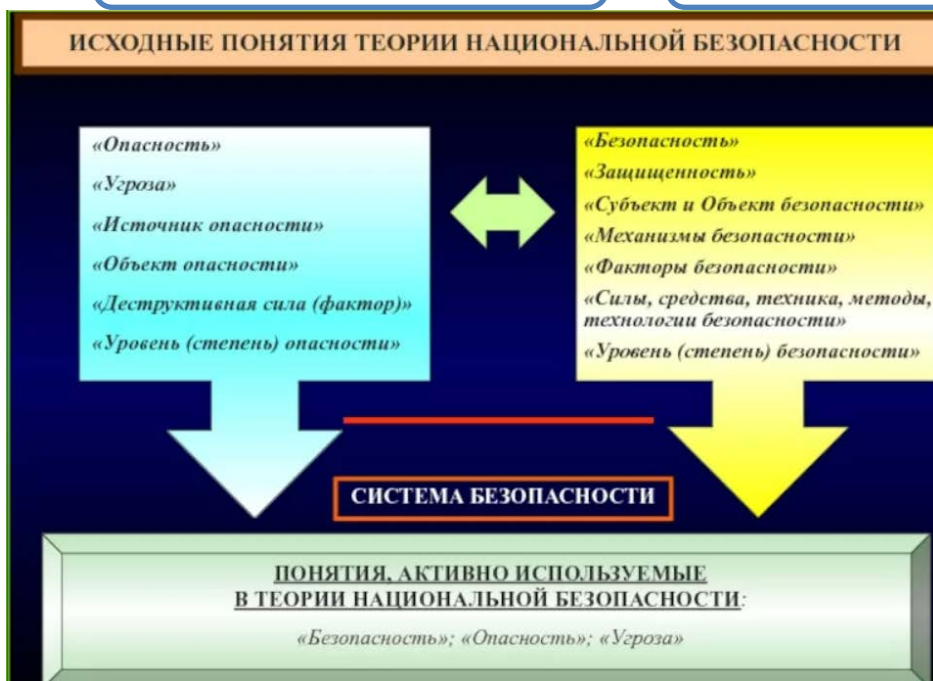 ИСХОДНЫЕ ПОНЯТИЯ ТЕОРИИ НАЦИОНАЛЬНОЙ БЕЗОПАСНОСТИ
«Опасность»
«Угроза»
«Источник опасности»
«Объект опасности»
«Деструктивная сила (фактор)»
«Уровень (степень) опасности»
«Безопасность»
«Защищенность»
«Субъект и Объект безопасности»
«Механизмы безопасности»
«Факторы безопасности»
«Силы, средства, техника, методы,
технологии безопасности»
«Уровень (степень) безопасности»
СИСТЕМА БЕЗОПАСНОСТИ
ПОНЯТИЯ, АКТИВНО ИСПОЛЬЗУЕМЫЕ
В ТЕОРИИ НАЦИОНАЛЬНОЙ БЕЗОПАСНОСТИ:
«Безопасность»; «Опасность»; «Угроза»